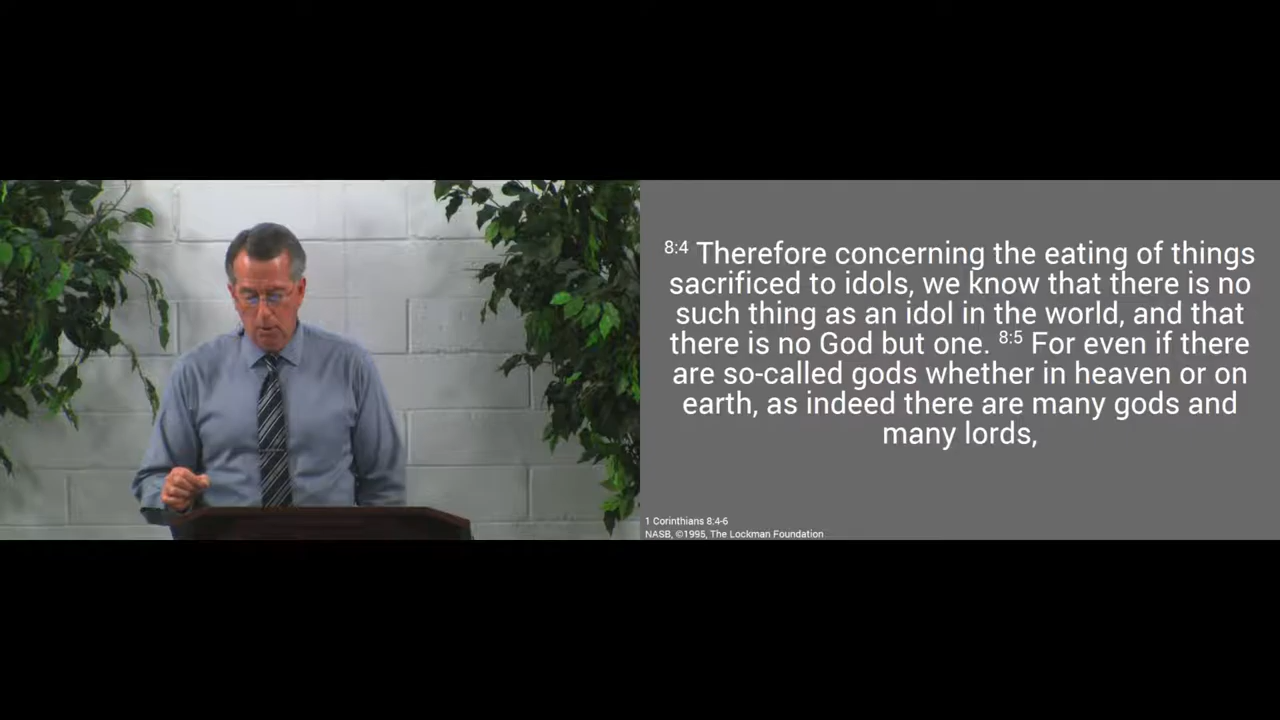 8:4 Therefore concerning the eating of things
sacrificed to idols, we know that there is no
such thing as an idol in the world, and that
there is no God but one. 8:5 For even if there
are so-called gods whether in heaven or on
earth, as indeed there are many gods and
many lords,
1 Corinthians 8:4-6
NASB, ©1995, The Lockman Foundation